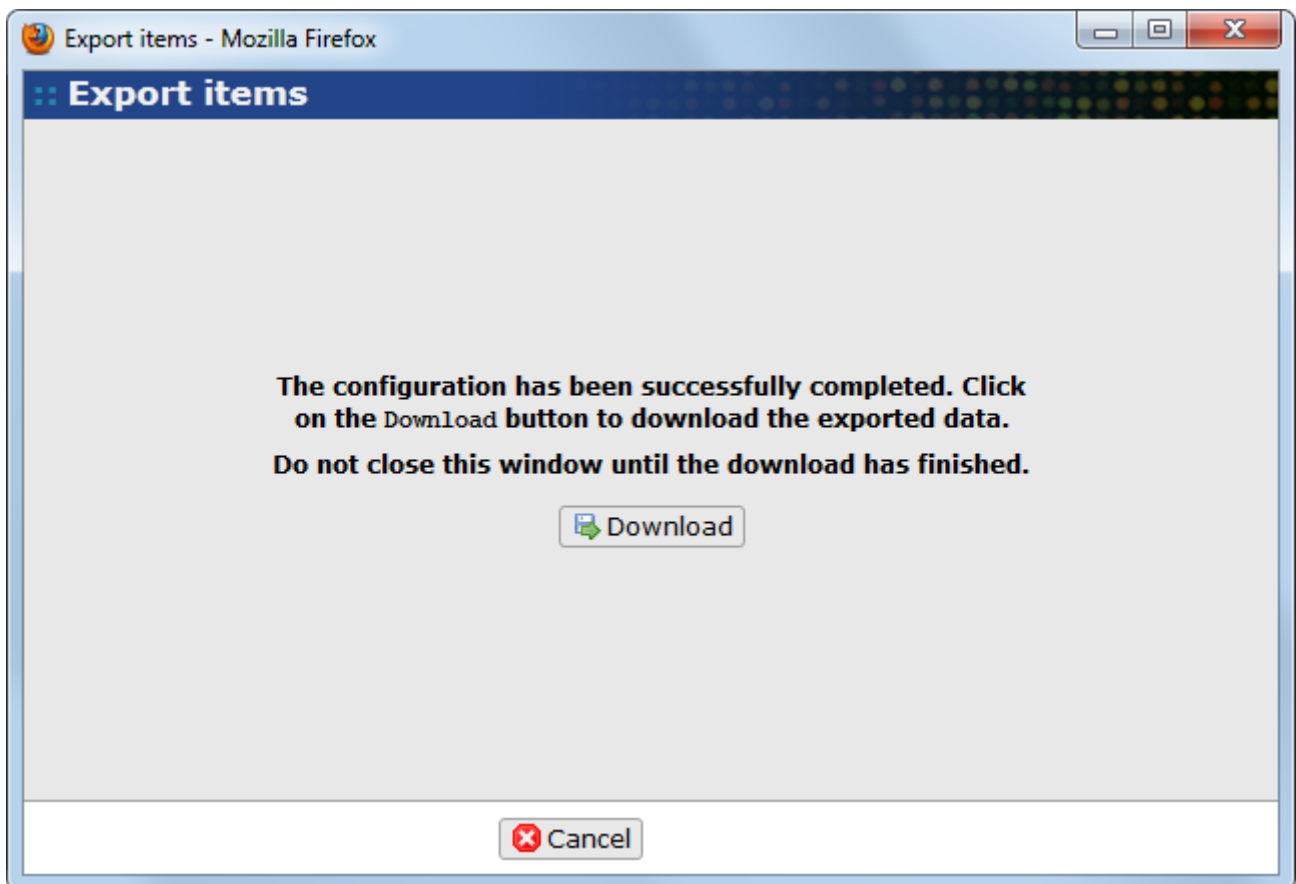 Export items - Mozilla Firefox
Export items
The configuration has been successfully completed. Click
on the Download button to download the exported data.
Do not close this window until the download has finished.
Download
Cancel